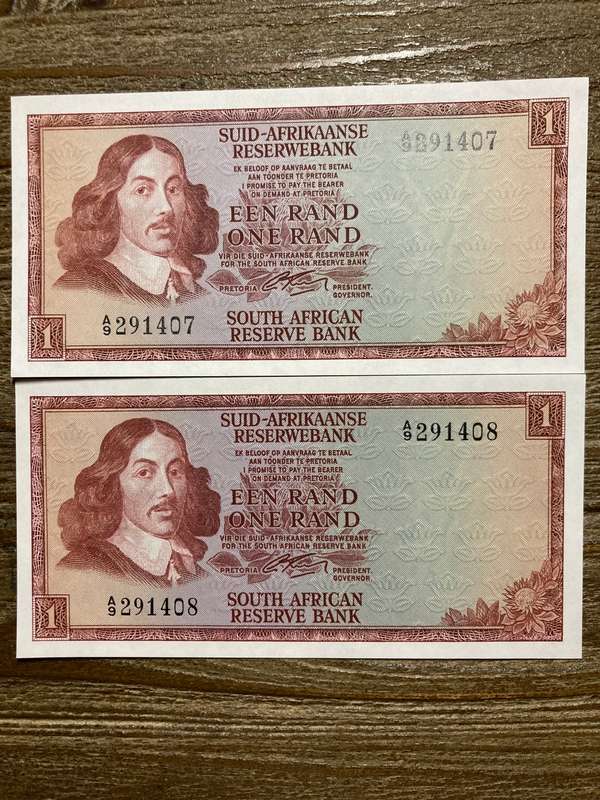 1
SUID-AFRIKAANSE
RESERWEBANK
A/9 291407
EK BELOOF OP AANVRAAG TE BETAAL
AAN TOONDER TE PRETORIA
I PROMISE TO PAY THE BEARER
ON DEMAND AT PRETORIA
EEN RAND
ONE RAND
VIR DIE SUID-AFRIKAANSE RESERWEBANK
FOR THE SOUTH AFRICAN RESERVE BANK
PRETORIA PRESIDENT.
GOVERNOR.
A/9 291407
SOUTH AFRICAN
RESERVE BANK
1
1
SUID-AFRIKAANSE
RESERWEBANK
A/9 291408
EK BELOOF OP AANVRAAG TE BETAAL
AAN TOONDER TE PRETORIA
I PROMISE TO PAY THE BEARER
ON DEMAND AT PRETORIA
EEN RAND
ONE RAND
VIR DIE SUID-AFRIKAANSE RESERWEBANK
FOR THE SOUTH AFRICAN RESERVE BANK
PRETORIA PRESIDENT.
GOVERNOR.
A/9 291408
SOUTH AFRICAN
RESERVE BANK
1